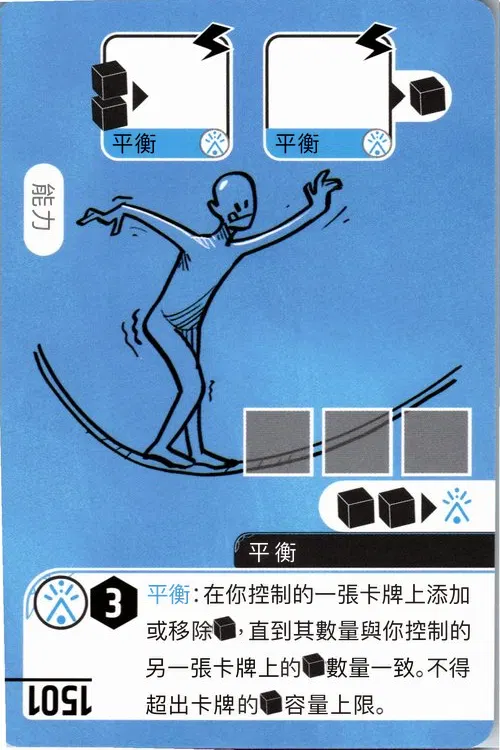 平衡
平衡
能力
平衡
3
平衡：在你控制的一張卡牌上添加
或移除，直到其數量與你控制的
另一張卡牌上的數量一致。不得
超出卡牌的容量上限。
1501